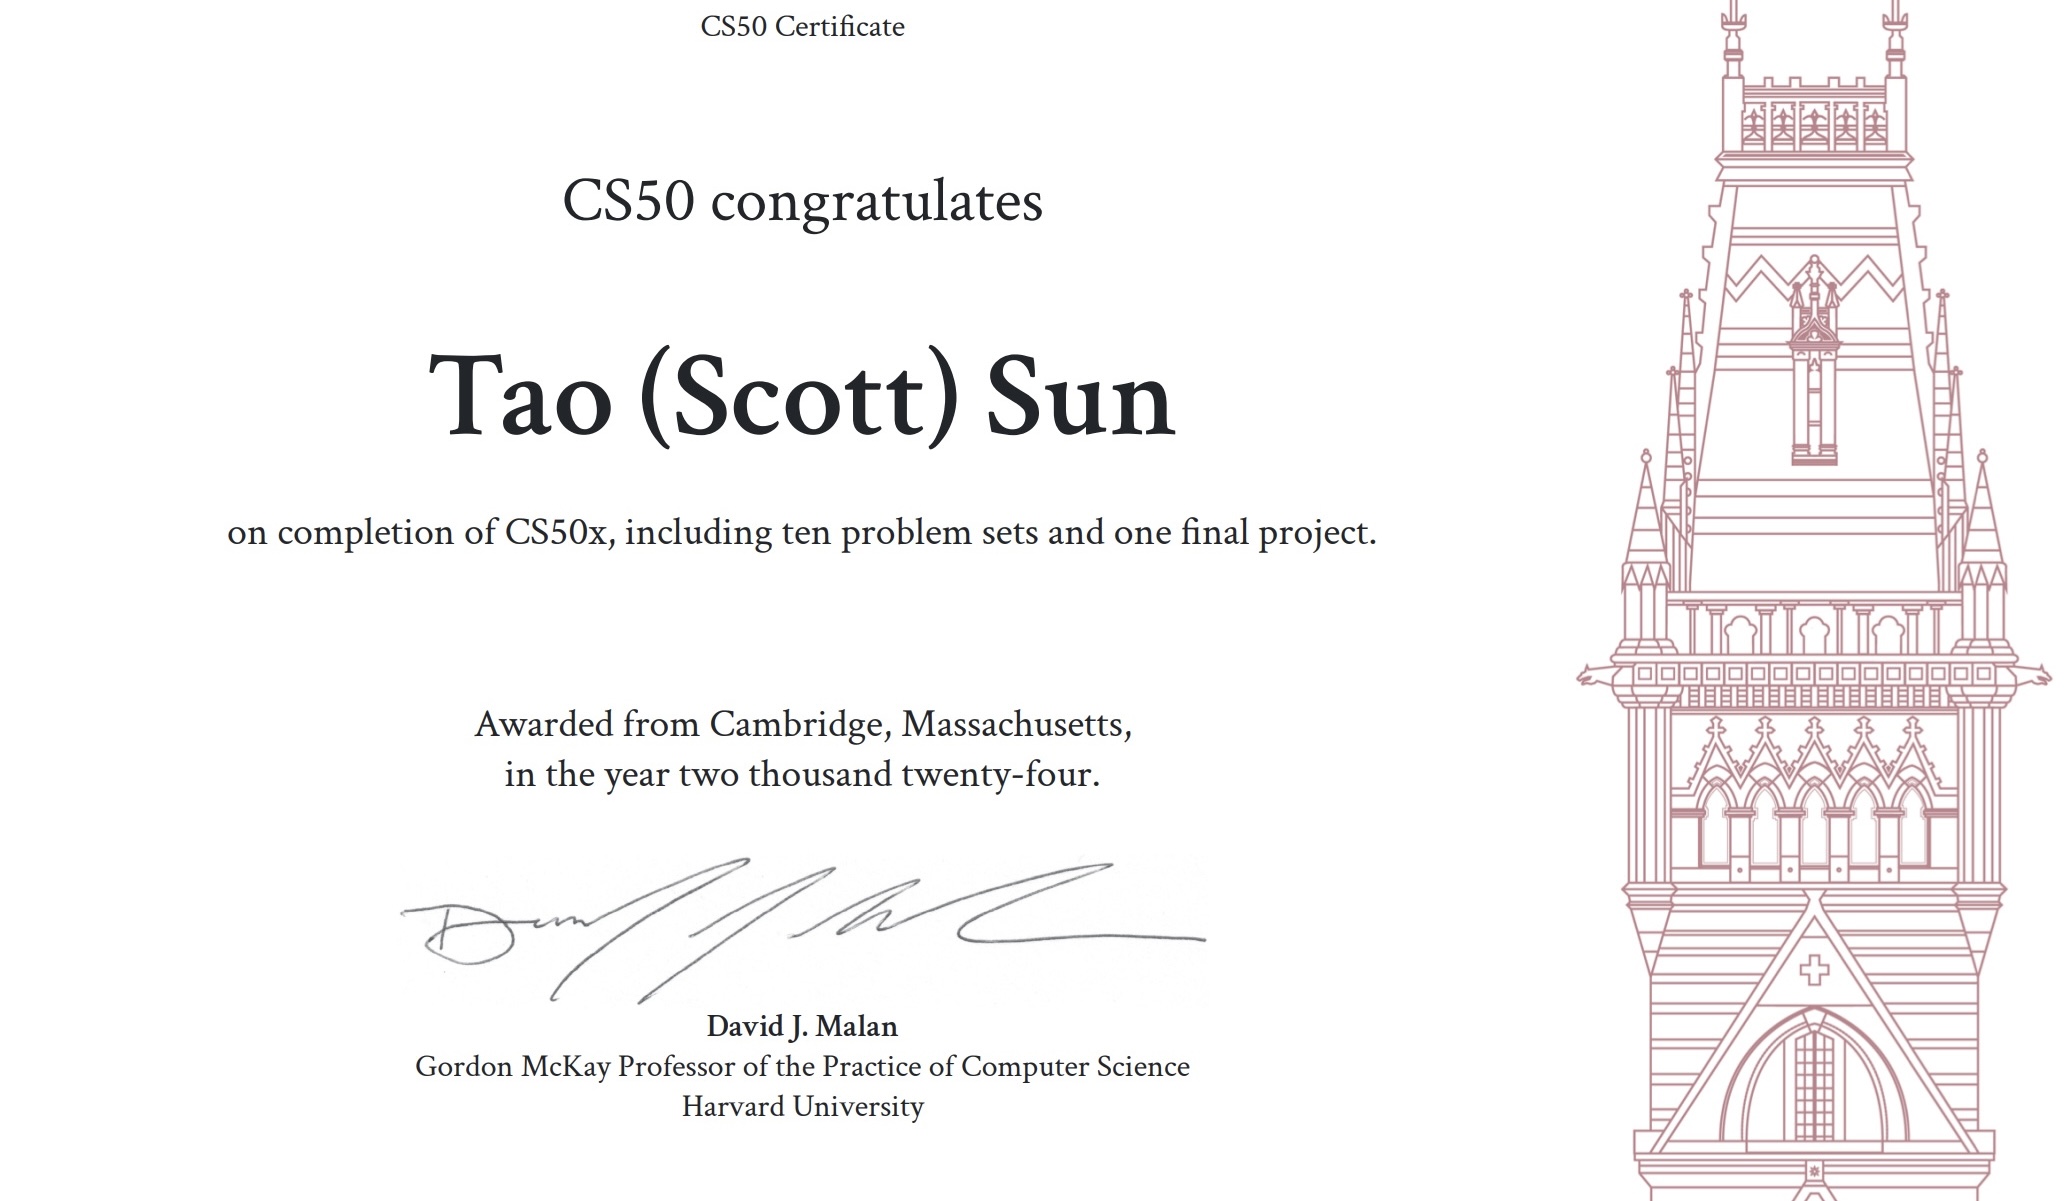 CS50 Certificate
CS50 congratulates
Tao (Scott) Sun
on completion of CS50x, including ten problem sets and one final project.
Awarded from Cambridge, Massachusetts,
in the year two thousand twenty-four.
David J. Malan
Gordon McKay Professor of the Practice of Computer Science
Harvard University